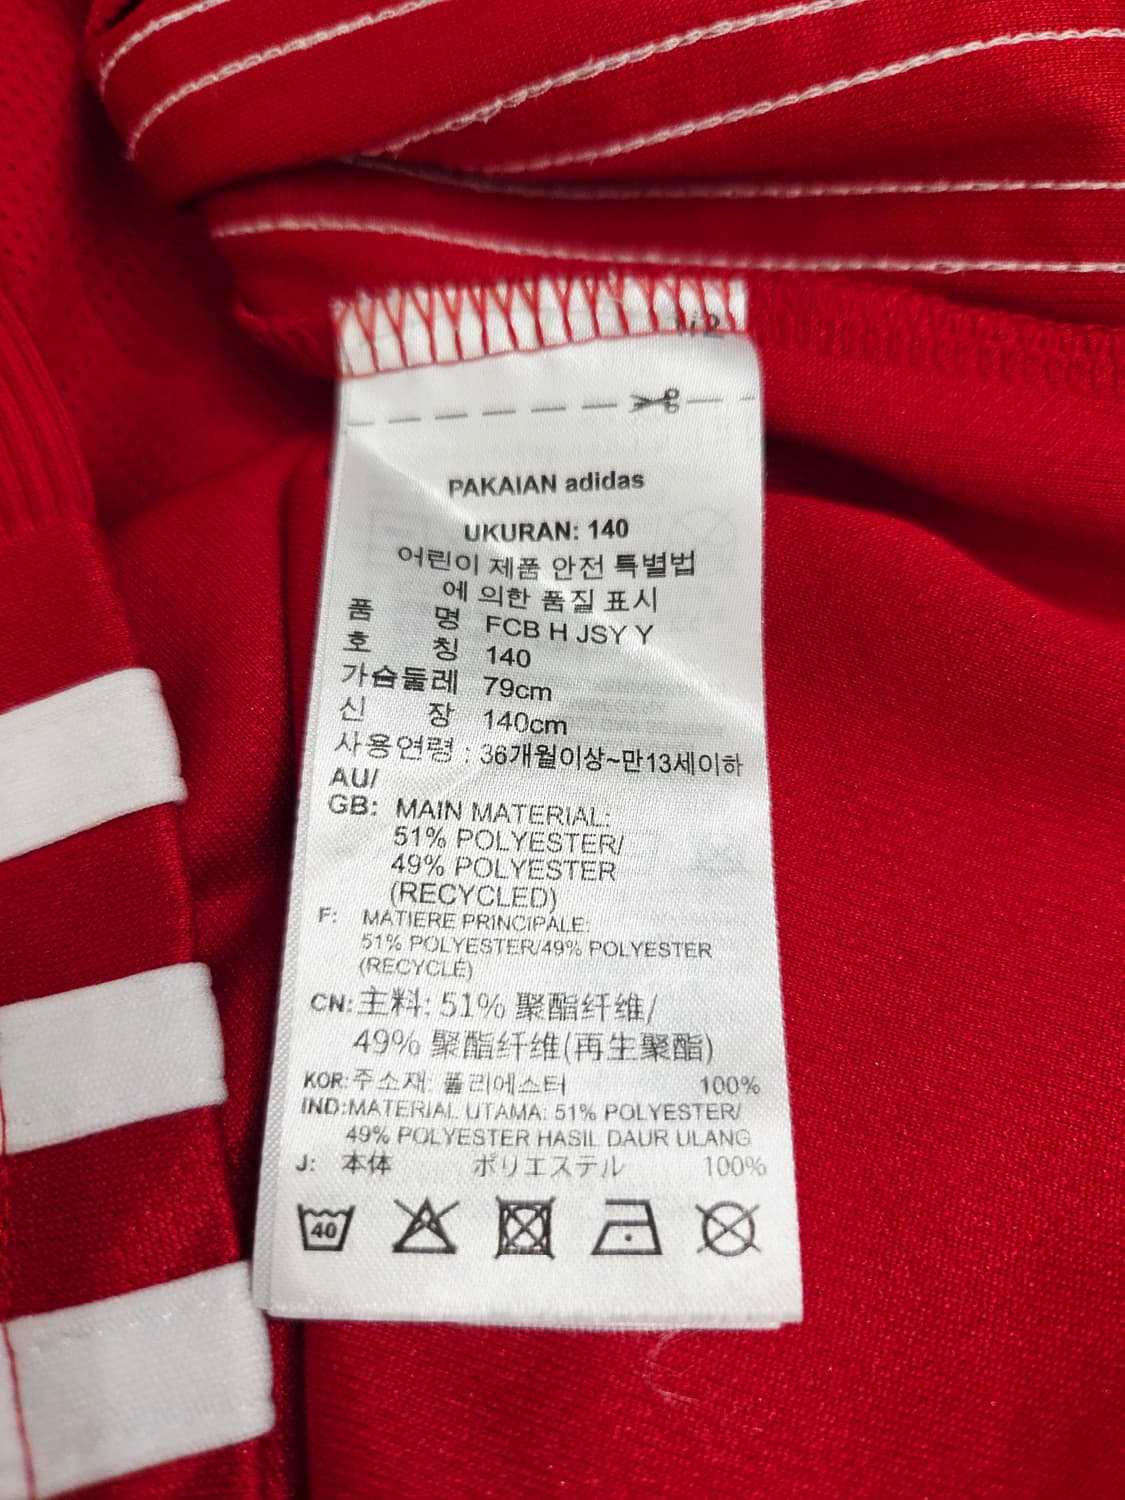 PAKAIAN adidas
UKURAN: 140
어린이 제품 안전 특별법
에 의한 품질 표시
품 명 FCB H JSY Y
호 칭 140
가슴둘레 79cm
신 장 140cm
사용연령 : 36개월이상~만13세이하
AU/
GB: MAIN MATERIAL:
51% POLYESTER/
49% POLYESTER
(RECYCLED)
F: MATIERE PRINCIPALE:
51% POLYESTER/49% POLYESTER
(RECYCLÉ)
CN: 主料: 51% 聚酯纤维/
49% 聚酯纤维(再生聚酯)
KOR: 주소재: 폴리에스터 100%
IND: MATERIAL UTAMA: 51% POLYESTER/
49% POLYESTER HASIL DAUR ULANG
J: 本体 ポリエステル 100%
40